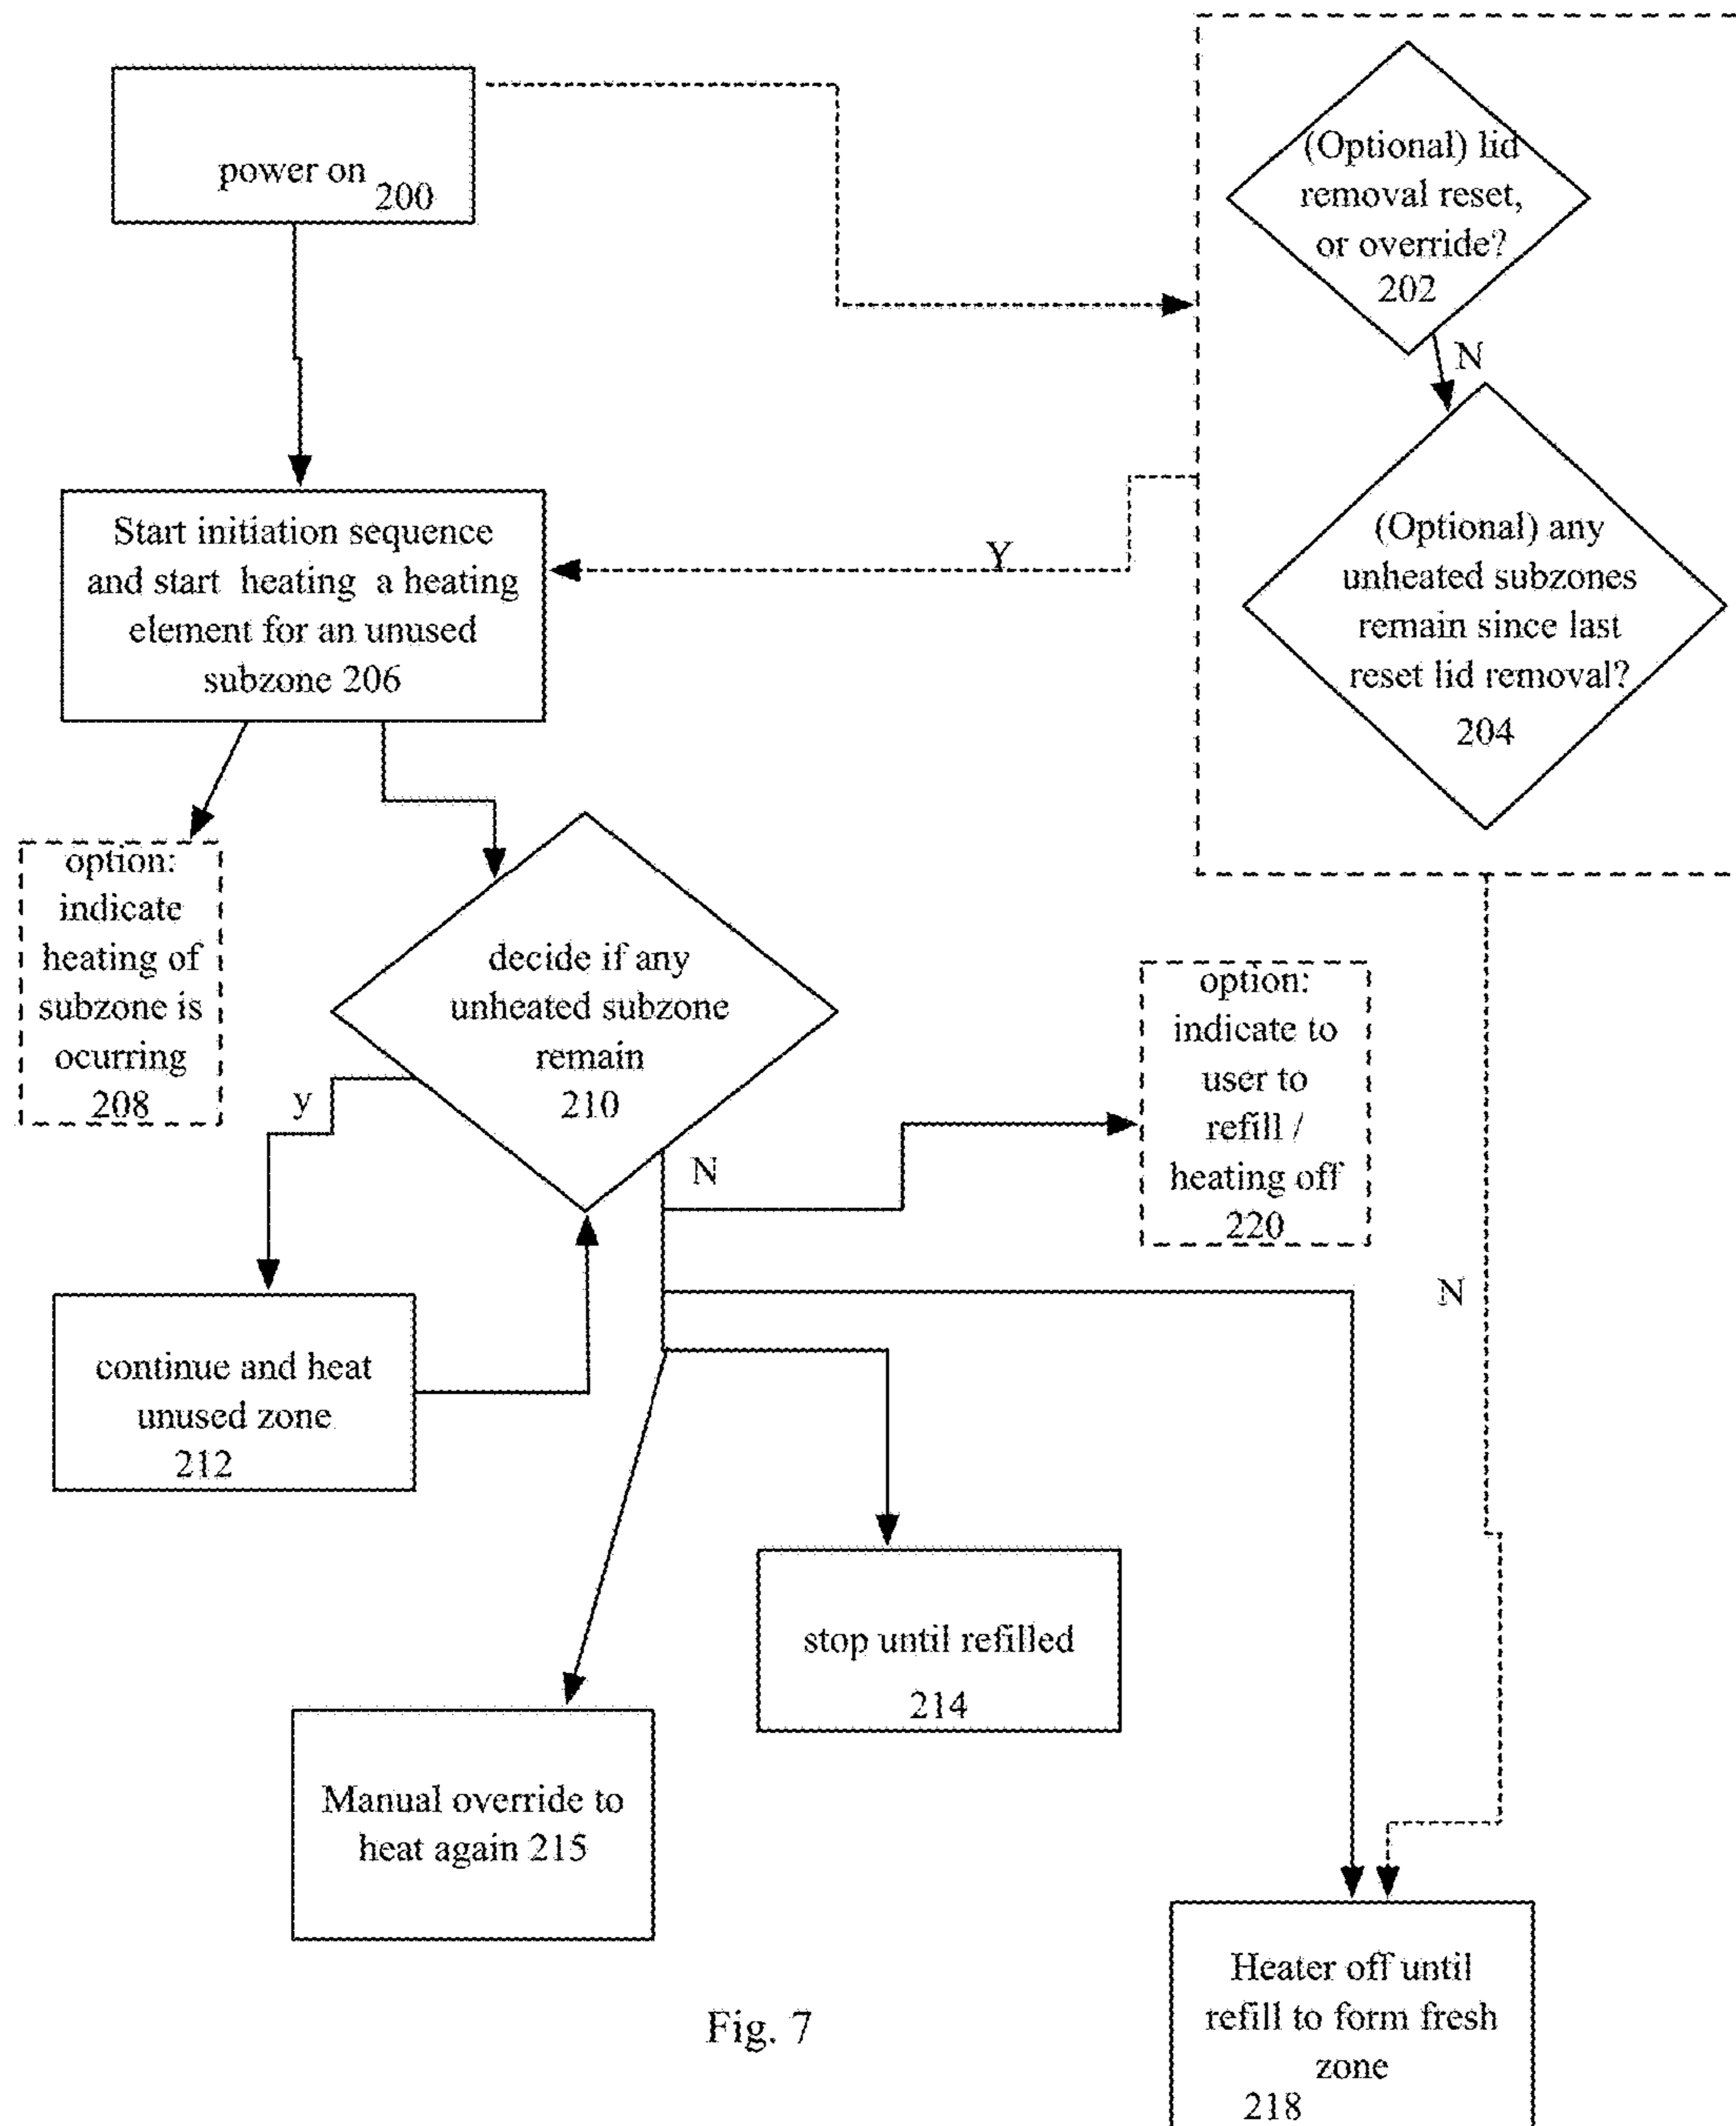 power on
200
(Optional) lid
removal reset,
or override?
202
N
(Optional) any
unheated subzones
remain since last
reset lid removal?
204
Y
Start initiation sequence
and start heating a heating
element for an unused
subzone 206
option:
indicate
heating of
subzone is
ocurring
208
decide if any
unheated subzone
remain
210
y
N
option:
indicate to
user to
refill /
heating off
220
N
continue and heat
unused zone
212
stop until refilled
214
Manual override to
heat again 215
Heater off until
refill to form fresh
zone
218
Fig. 7